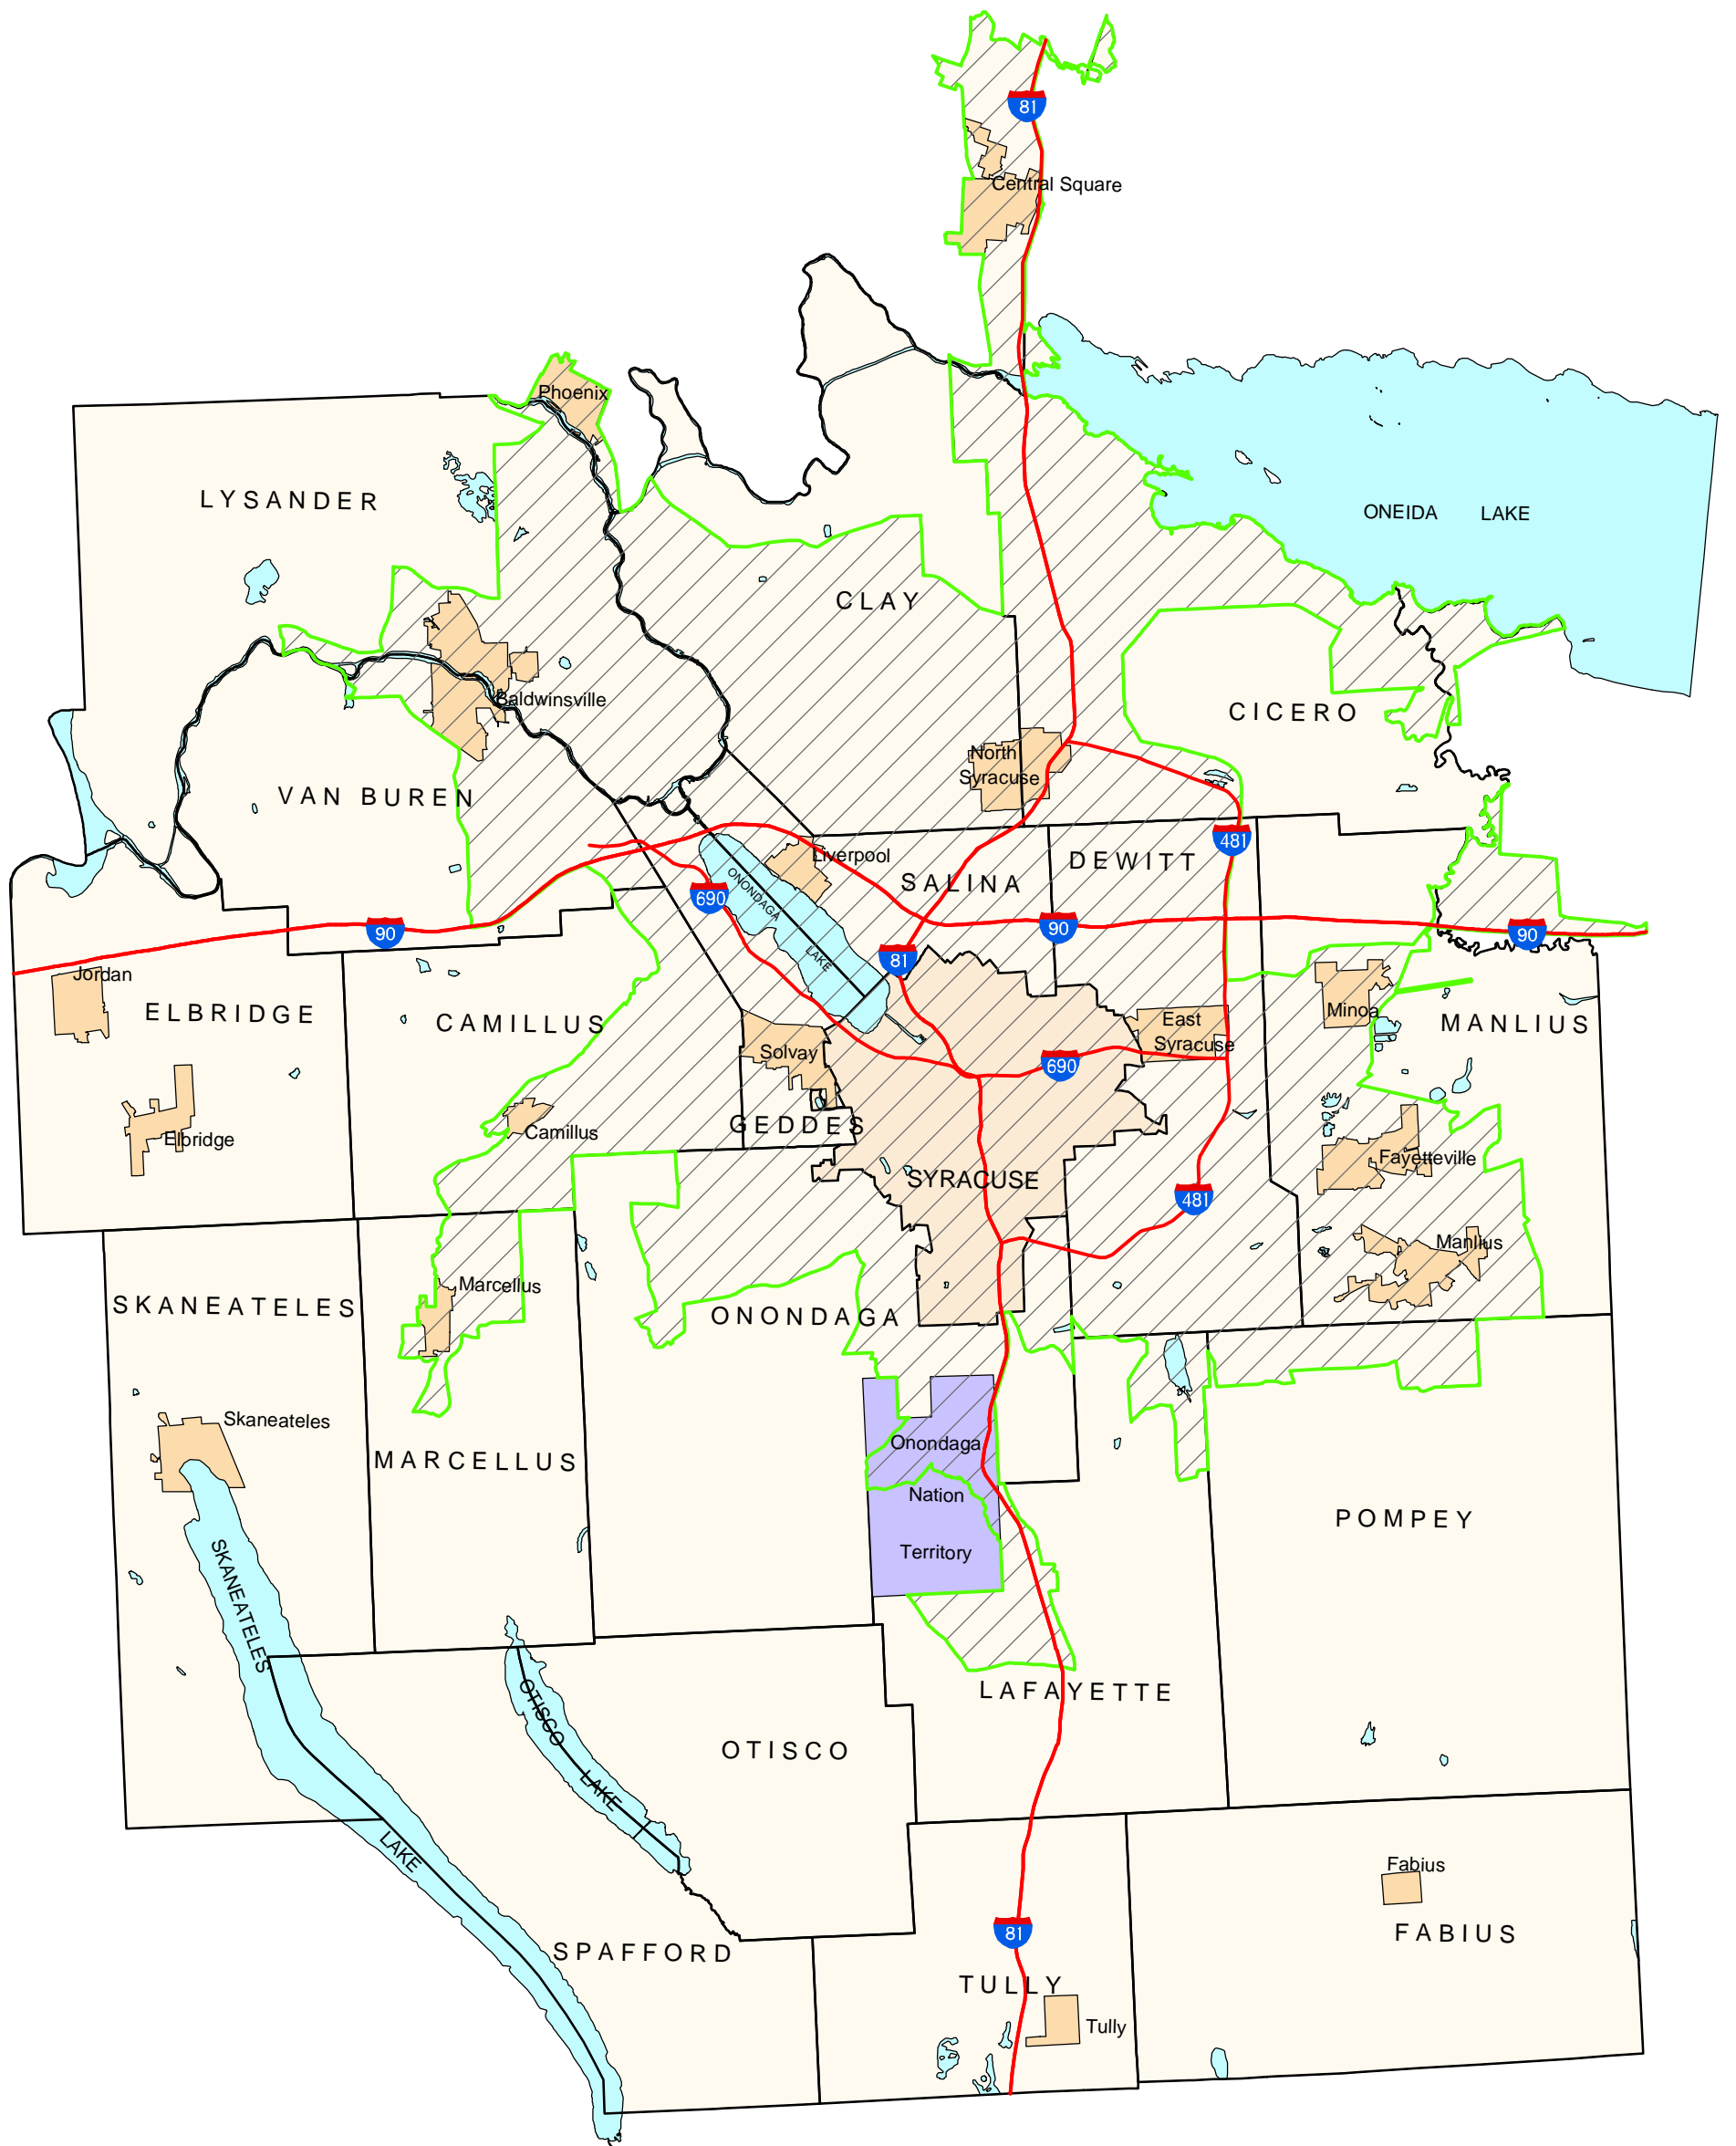 81
Central Square
Phoenix
LYSANDER
ONEIDA LAKE
CLAY
Baldwinsville
CICERO
North
Syracuse
VAN BUREN
481
Liverpool
DEWITT
SALINA
ONONDAGA
LAKE
690
90
90
90
81
Jordan
ELBRIDGE
CAMILLUS
Minoa
MANLIUS
East
Syracuse
Solvay
690
Elbridge
Camillus
GEDDES
Fayetteville
SYRACUSE
481
Manlius
Marcellus
SKANEATELES
ONONDAGA
Skaneateles
MARCELLUS
Onondaga
Nation
Territory
POMPEY
SKANEATELES
LAKE
LAFAYETTE
OTISCO
LAKE
OTISCO
Fabius
FABIUS
81
SPAFFORD
TULLY
Tully